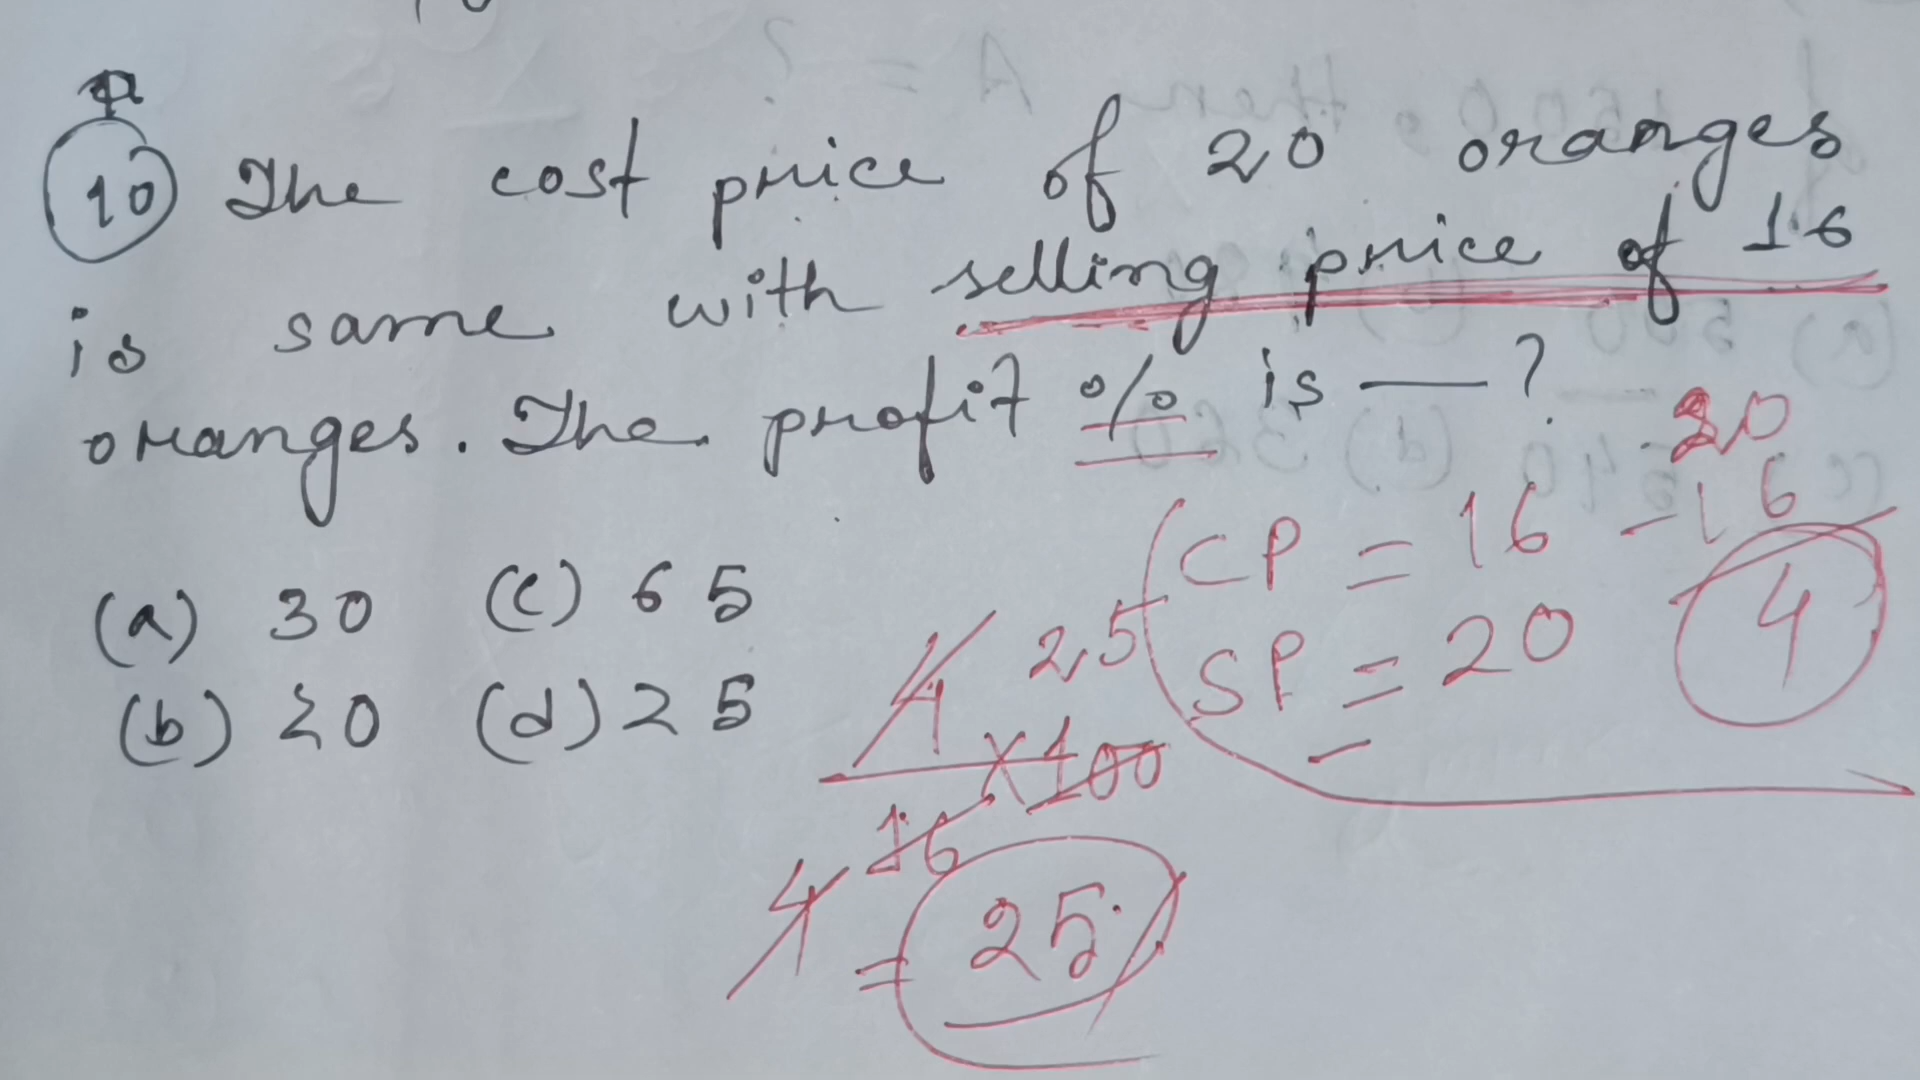 10 The cost price of 20 oranges
is same with selling price of 16
oranges. The profit % is — ?
(a) 30 (c) 65
(b) 20 (d) 25
20
CP = 16 - 16
SP = 20 4
4 25
× 100
16
4
= 25